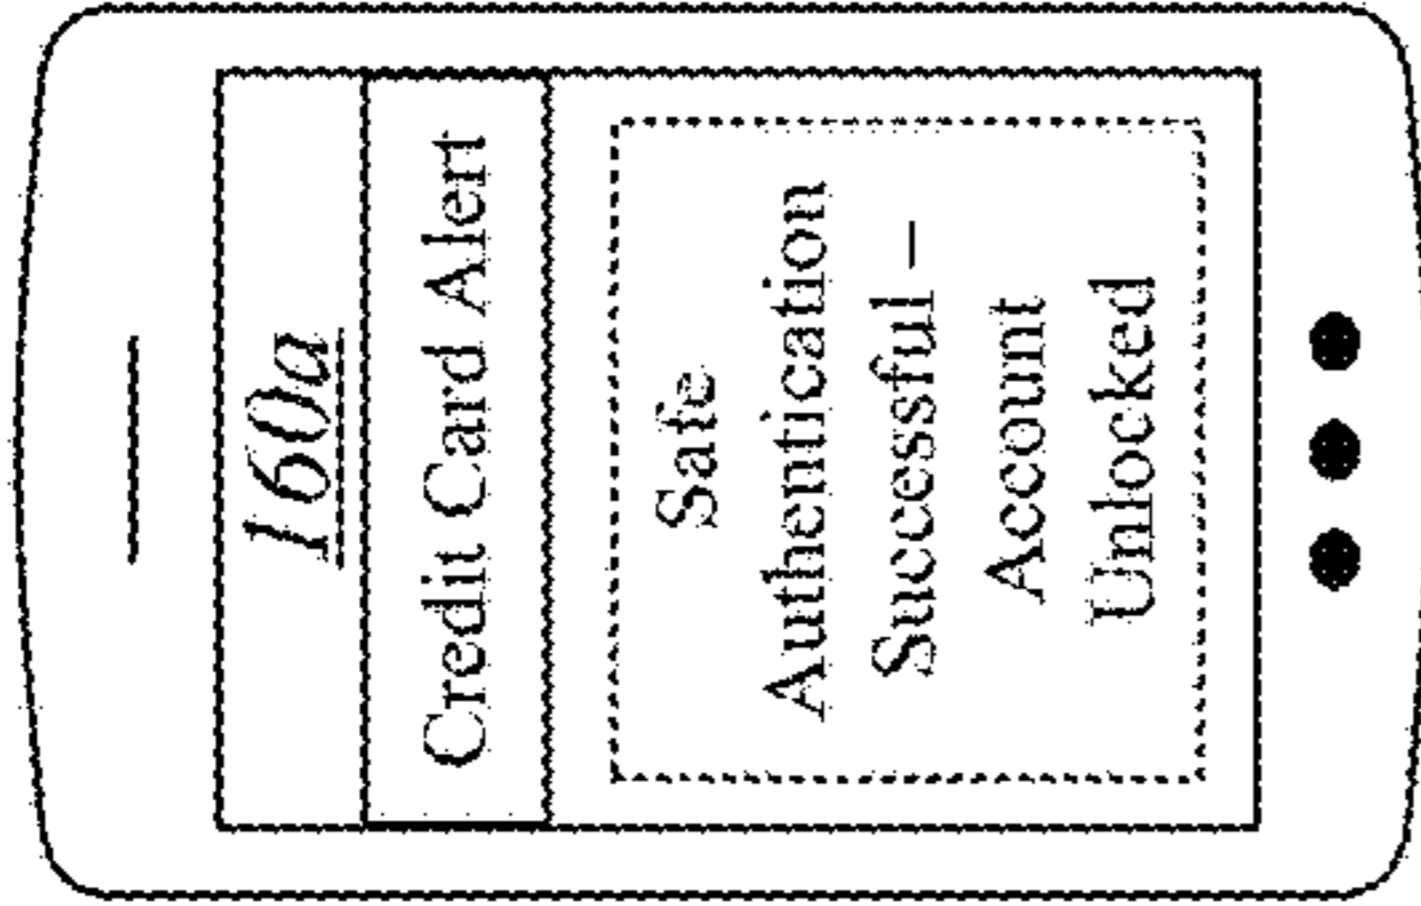 160a
Credit Card Alert
Safe
Authentication
Successful –
Account
Unlocked